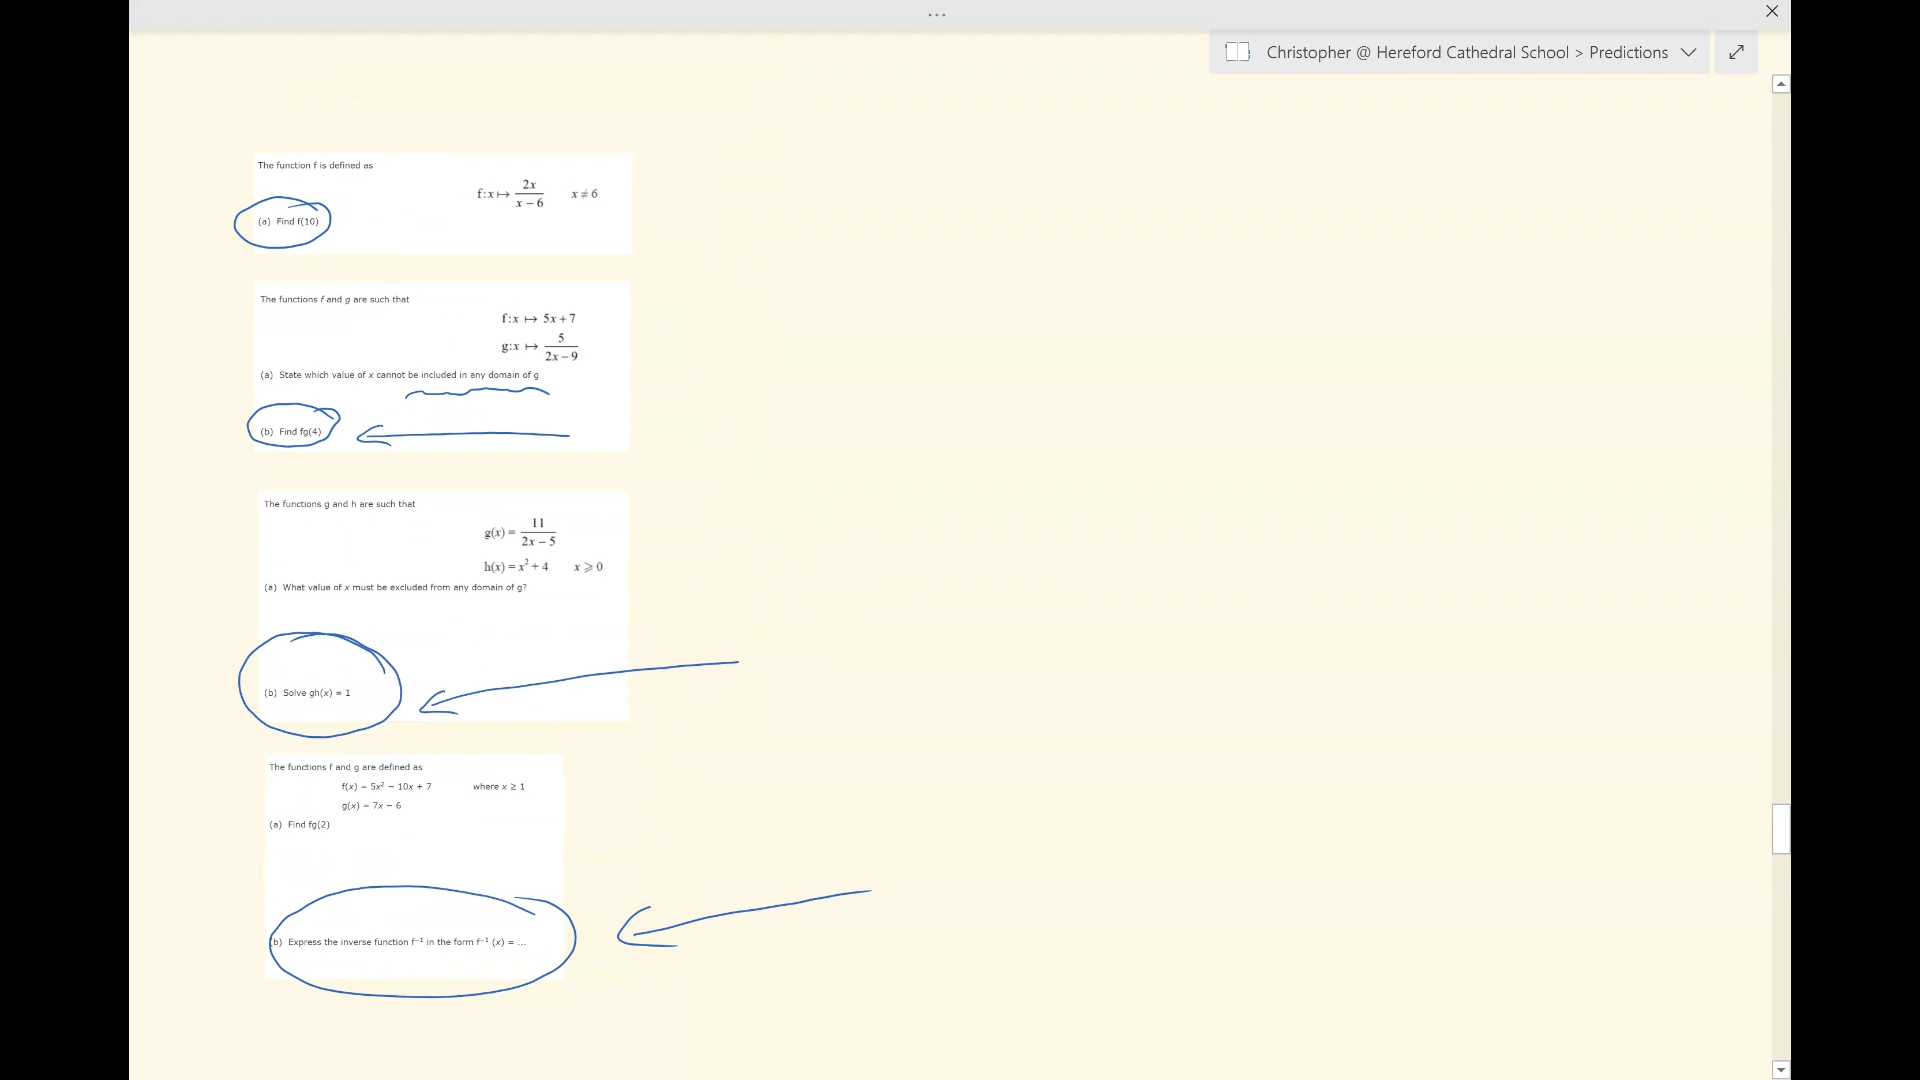 ...
Christopher @ Hereford Cathedral School > Predictions
The function f is defined as
f : x ↦ 2x / (x − 6)    x ≠ 6
(a) Find f(10)
The functions f and g are such that
f : x ↦ 5x + 7
g : x ↦ 5 / (2x − 9)
(a) State which value of x cannot be included in any domain of g
(b) Find fg(4)
The functions g and h are such that
g(x) = 11 / (2x − 5)
h(x) = x² + 4    x ⩾ 0
(a) What value of x must be excluded from any domain of g?
(b) Solve gh(x) = 1
The functions f and g are defined as
f(x) = 5x² − 10x + 7    where x ≥ 1
g(x) = 7x − 6
(a) Find fg(2)
(b) Express the inverse function f⁻¹ in the form f⁻¹ (x) = ...